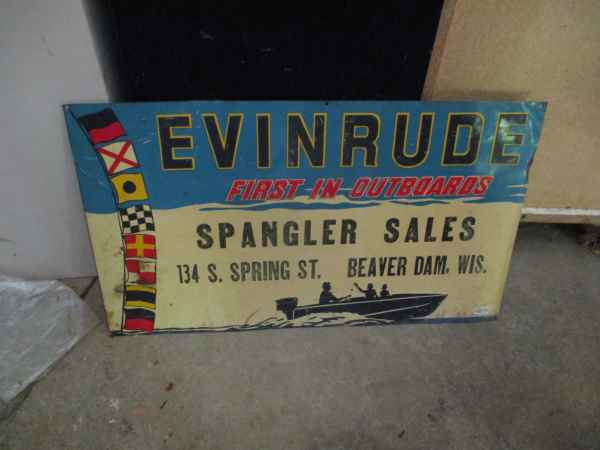 EVINRUDE
FIRST IN OUTBOARDS
SPANGLER SALES
134 S. SPRING ST. BEAVER DAM, WIS.